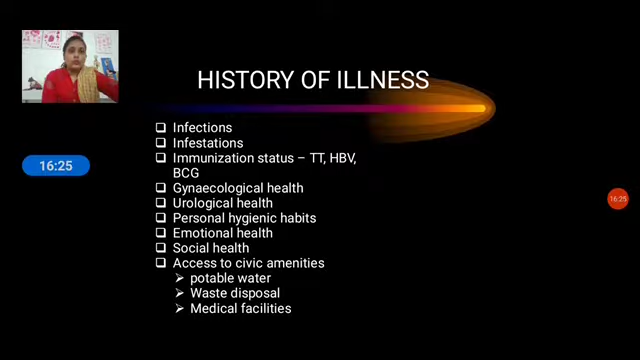 HISTORY OF ILLNESS
Infections
Infestations
Immunization status – TT, HBV,
BCG
Gynaecological health
Urological health
Personal hygienic habits
Emotional health
Social health
Access to civic amenities
potable water
Waste disposal
Medical facilities
16:25
16:25